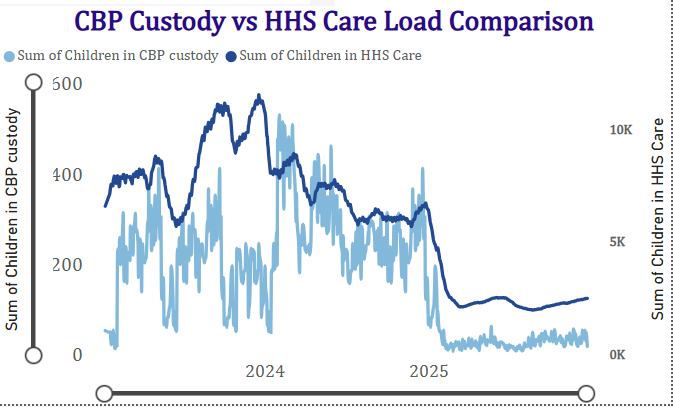 CBP Custody vs HHS Care Load Comparison
Sum of Children in CBP custody Sum of Children in HHS Care
Sum of Children in CBP custody
600
400
200
0
10K
5K
0K
Sum of Children in HHS Care
2024 2025